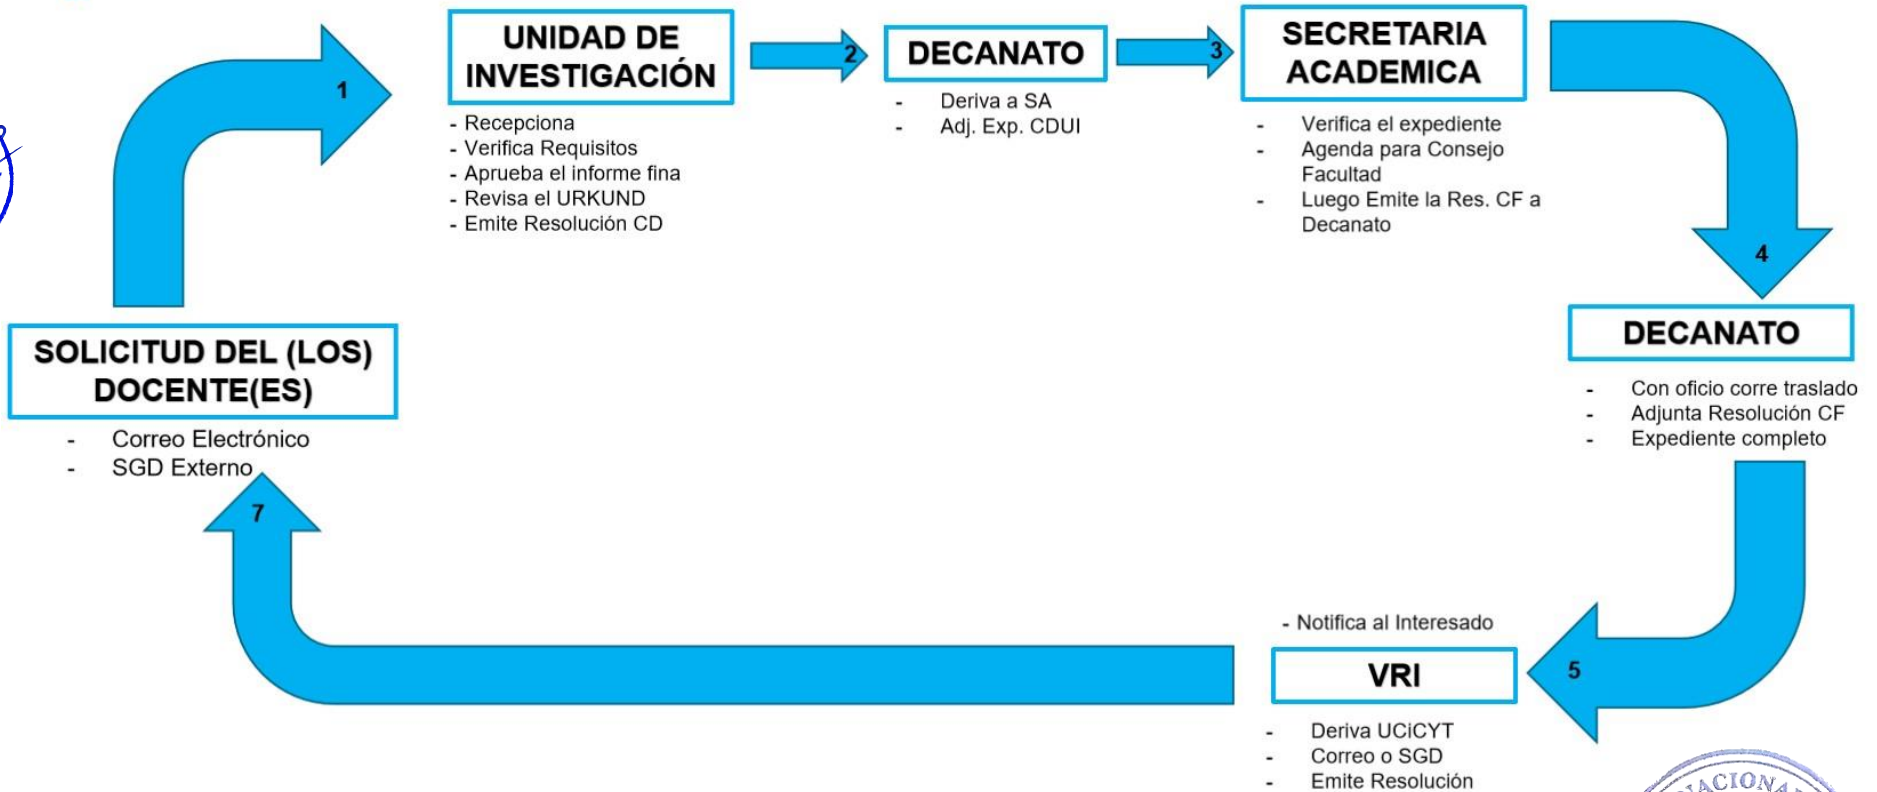 1
UNIDAD DE
INVESTIGACIÓN
- Recepciona
- Verifica Requisitos
- Aprueba el informe fina
- Revisa el URKUND
- Emite Resolución CD
2
DECANATO
- Deriva a SA
- Adj. Exp. CDUI
3
SECRETARIA
ACADEMICA
- Verifica el expediente
- Agenda para Consejo
Facultad
- Luego Emite la Res. CF a
Decanato
4
DECANATO
- Con oficio corre traslado
- Adjunta Resolución CF
- Expediente completo
5
- Notifica al Interesado
VRI
- Deriva UCiCYT
- Correo o SGD
- Emite Resolución
7
SOLICITUD DEL (LOS)
DOCENTE(ES)
- Correo Electrónico
- SGD Externo